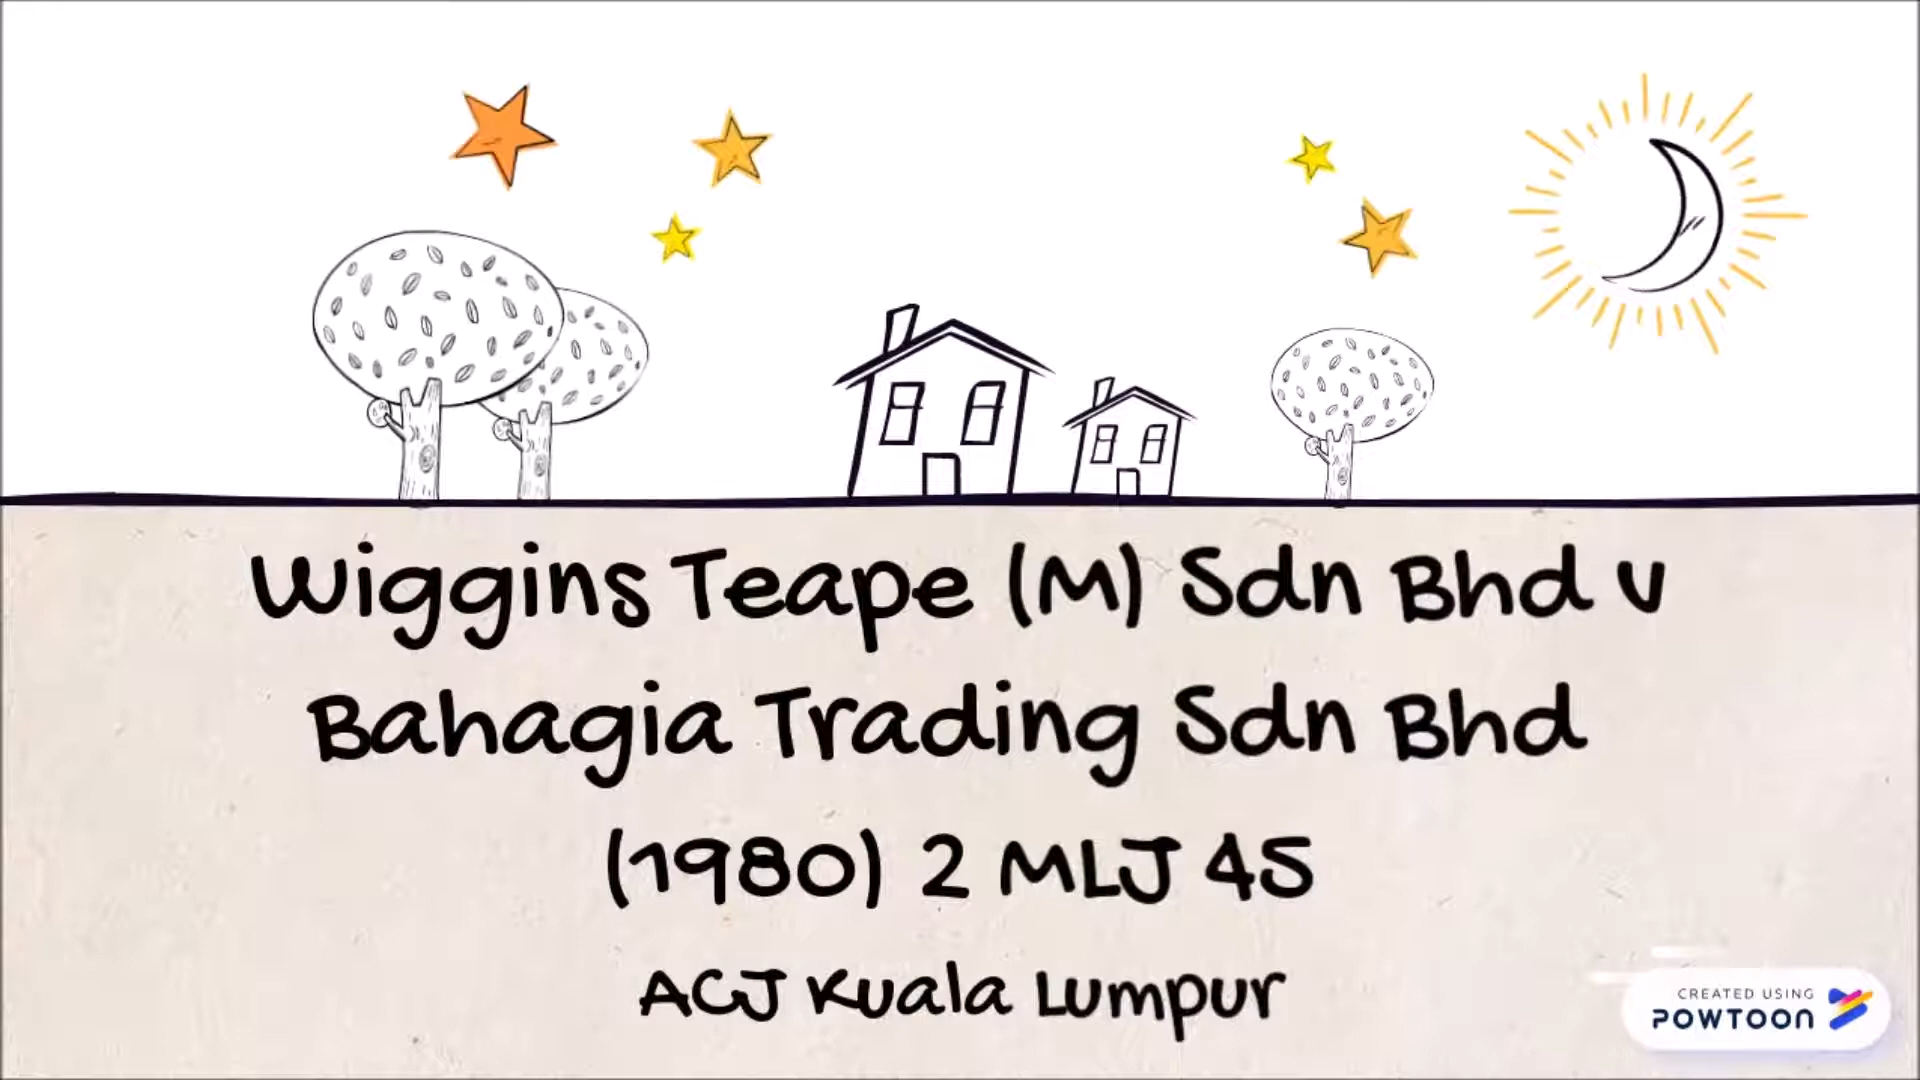 Wiggins Teape (M) Sdn Bhd v
Bahagia Trading Sdn Bhd
(1980) 2 MLJ 45
ACJ Kuala Lumpur
CREATED USING
POWTOON